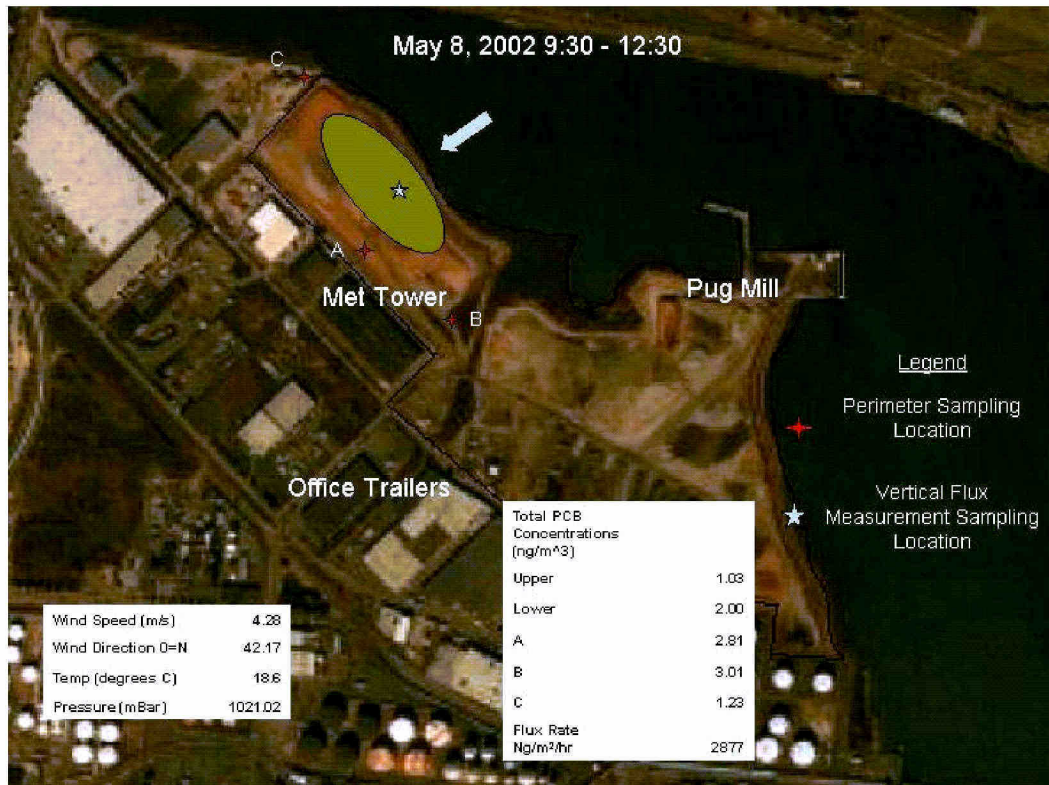 May 8, 2002 9:30 - 12:30
C
A
Met Tower
B
Pug Mill
Legend
Perimeter Sampling
Location
Vertical Flux
Measurement Sampling
Location
Office Trailers
Total PCB
Concentrations
(ng/m^3)
Upper 1.03
Lower 2.00
A 2.81
B 3.01
C 1.23
Flux Rate
Ng/m²/hr 2877
Wind Speed (m/s) 4.28
Wind Direction 0=N 42.17
Temp (degrees C) 18.6
Pressure (mBar) 1021.02